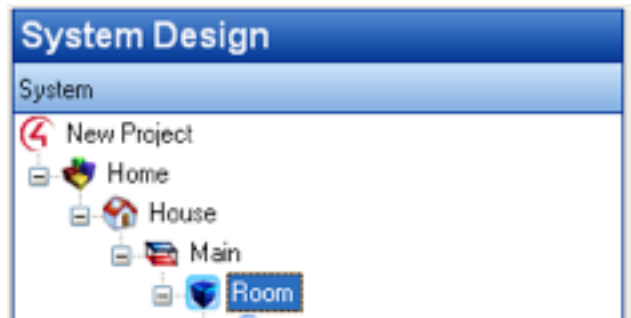 System Design
System
New Project
Home
House
Main
Room